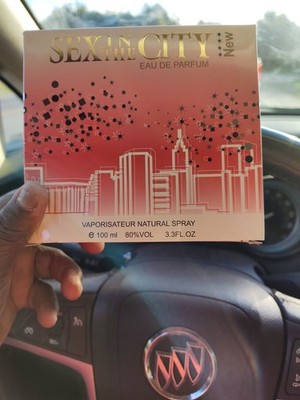 SEX IN THE CITY
New
EAU DE PARFUM
VAPORISATEUR NATURAL SPRAY
e 100 ml 80%VOL 3.3FL.OZ